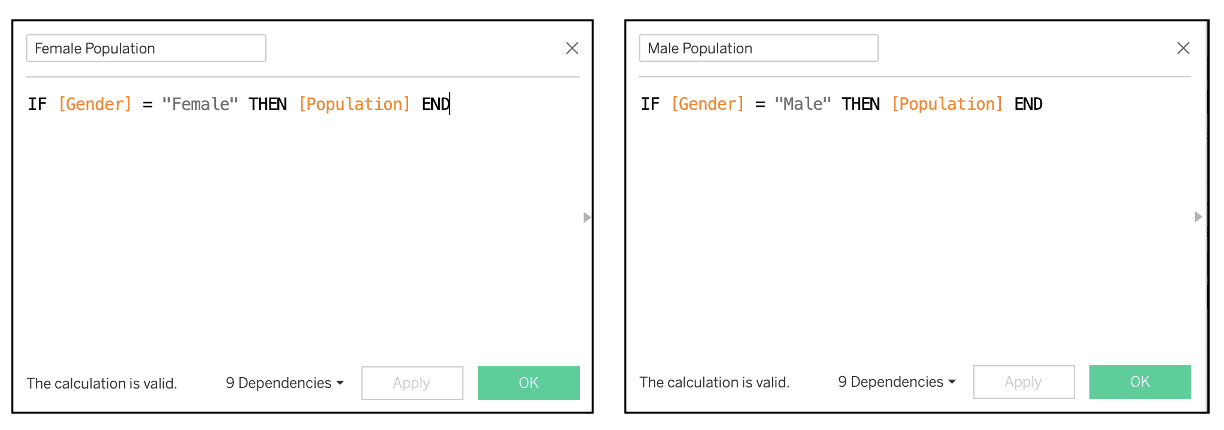 Female Population
IF [Gender] = "Female" THEN [Population] END
The calculation is valid.
9 Dependencies
Apply
OK
Male Population
IF [Gender] = "Male" THEN [Population] END
The calculation is valid.
9 Dependencies
Apply
OK